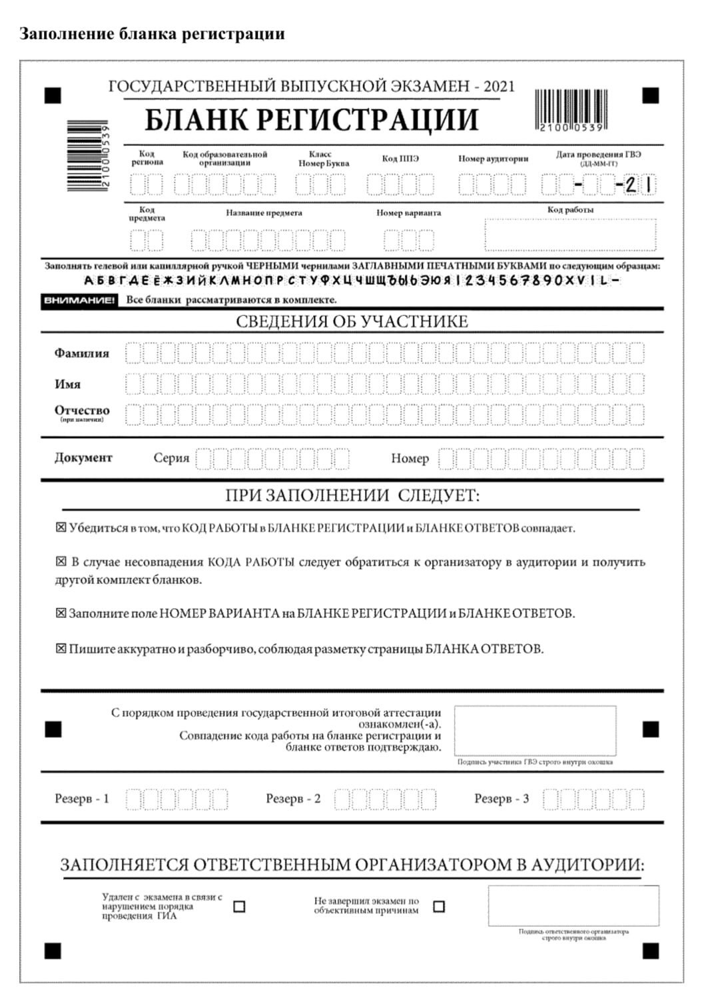 Заполнение бланка регистрации
ГОСУДАРСТВЕННЫЙ ВЫПУСКНОЙ ЭКЗАМЕН - 2021
БЛАНК РЕГИСТРАЦИИ
2100 0539
2100 0539
Код региона
Код образовательной организации
Класс Номер Буква
Код ППЭ
Номер аудитории
Дата проведения ГВЭ (ДД-ММ-ГГ)
- -21
Код предмета
Название предмета
Номер варианта
Код работы
Заполнять гелевой или капиллярной ручкой ЧЕРНЫМИ чернилами ЗАГЛАВНЫМИ ПЕЧАТНЫМИ БУКВАМИ по следующим образцам:
АБВГДЕЁЖЗИЙКЛМНОПРСТУФХЦЧШЩЪЫЬЭЮЯ1234567890XVIL-
ВНИМАНИЕ! Все бланки рассматриваются в комплекте.
СВЕДЕНИЯ ОБ УЧАСТНИКЕ
Фамилия
Имя
Отчество
(при наличии)
Документ Серия Номер
ПРИ ЗАПОЛНЕНИИ СЛЕДУЕТ:
☒ Убедиться в том, что КОД РАБОТЫ в БЛАНКЕ РЕГИСТРАЦИИ и БЛАНКЕ ОТВЕТОВ совпадает.
☒ В случае несовпадения КОДА РАБОТЫ следует обратиться к организатору в аудитории и получить
другой комплект бланков.
☒ Заполните поле НОМЕР ВАРИАНТА на БЛАНКЕ РЕГИСТРАЦИИ и БЛАНКЕ ОТВЕТОВ.
☒ Пишите аккуратно и разборчиво, соблюдая разметку страницы БЛАНКА ОТВЕТОВ.
С порядком проведения государственной итоговой аттестации
ознакомлен(-а).
Совпадение кода работы на бланке регистрации и
бланке ответов подтверждаю.
Подпись участника ГВЭ строго внутри окошка
Резерв - 1 Резерв - 2 Резерв - 3
ЗАПОЛНЯЕТСЯ ОТВЕТСТВЕННЫМ ОРГАНИЗАТОРОМ В АУДИТОРИИ:
Удален с экзамена в связи с
нарушением порядка
проведения ГИА
Не завершил экзамен по
объективным причинам
Подпись ответственного организатора
строго внутри окошка